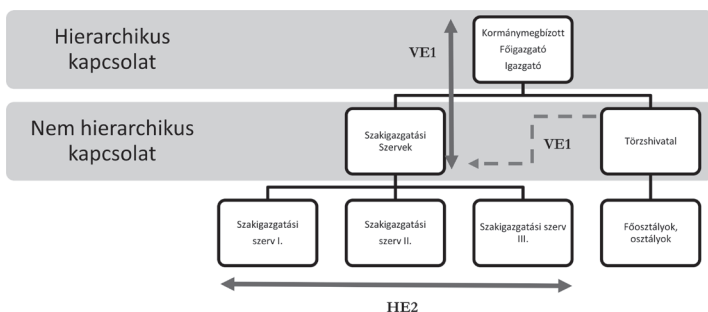 Hierarchikus
kapcsolat
VE1
Kormánymegbízott
Főigazgató
Igazgató
Nem hierarchikus
kapcsolat
Szakigazgatási
Szervek
VE1
Törzshivatal
Szakigazgatási
szerv I.
Szakigazgatási
szerv II.
Szakigazgatási szerv
III.
Főosztályok,
osztályok
HE2